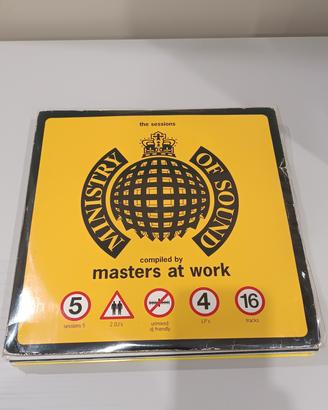 the sessions
MINISTRY OF SOUND
compiled by
masters at work
5
sessions 5
2 DJ's
unmixed
dj friendly
4
LP's
16
tracks